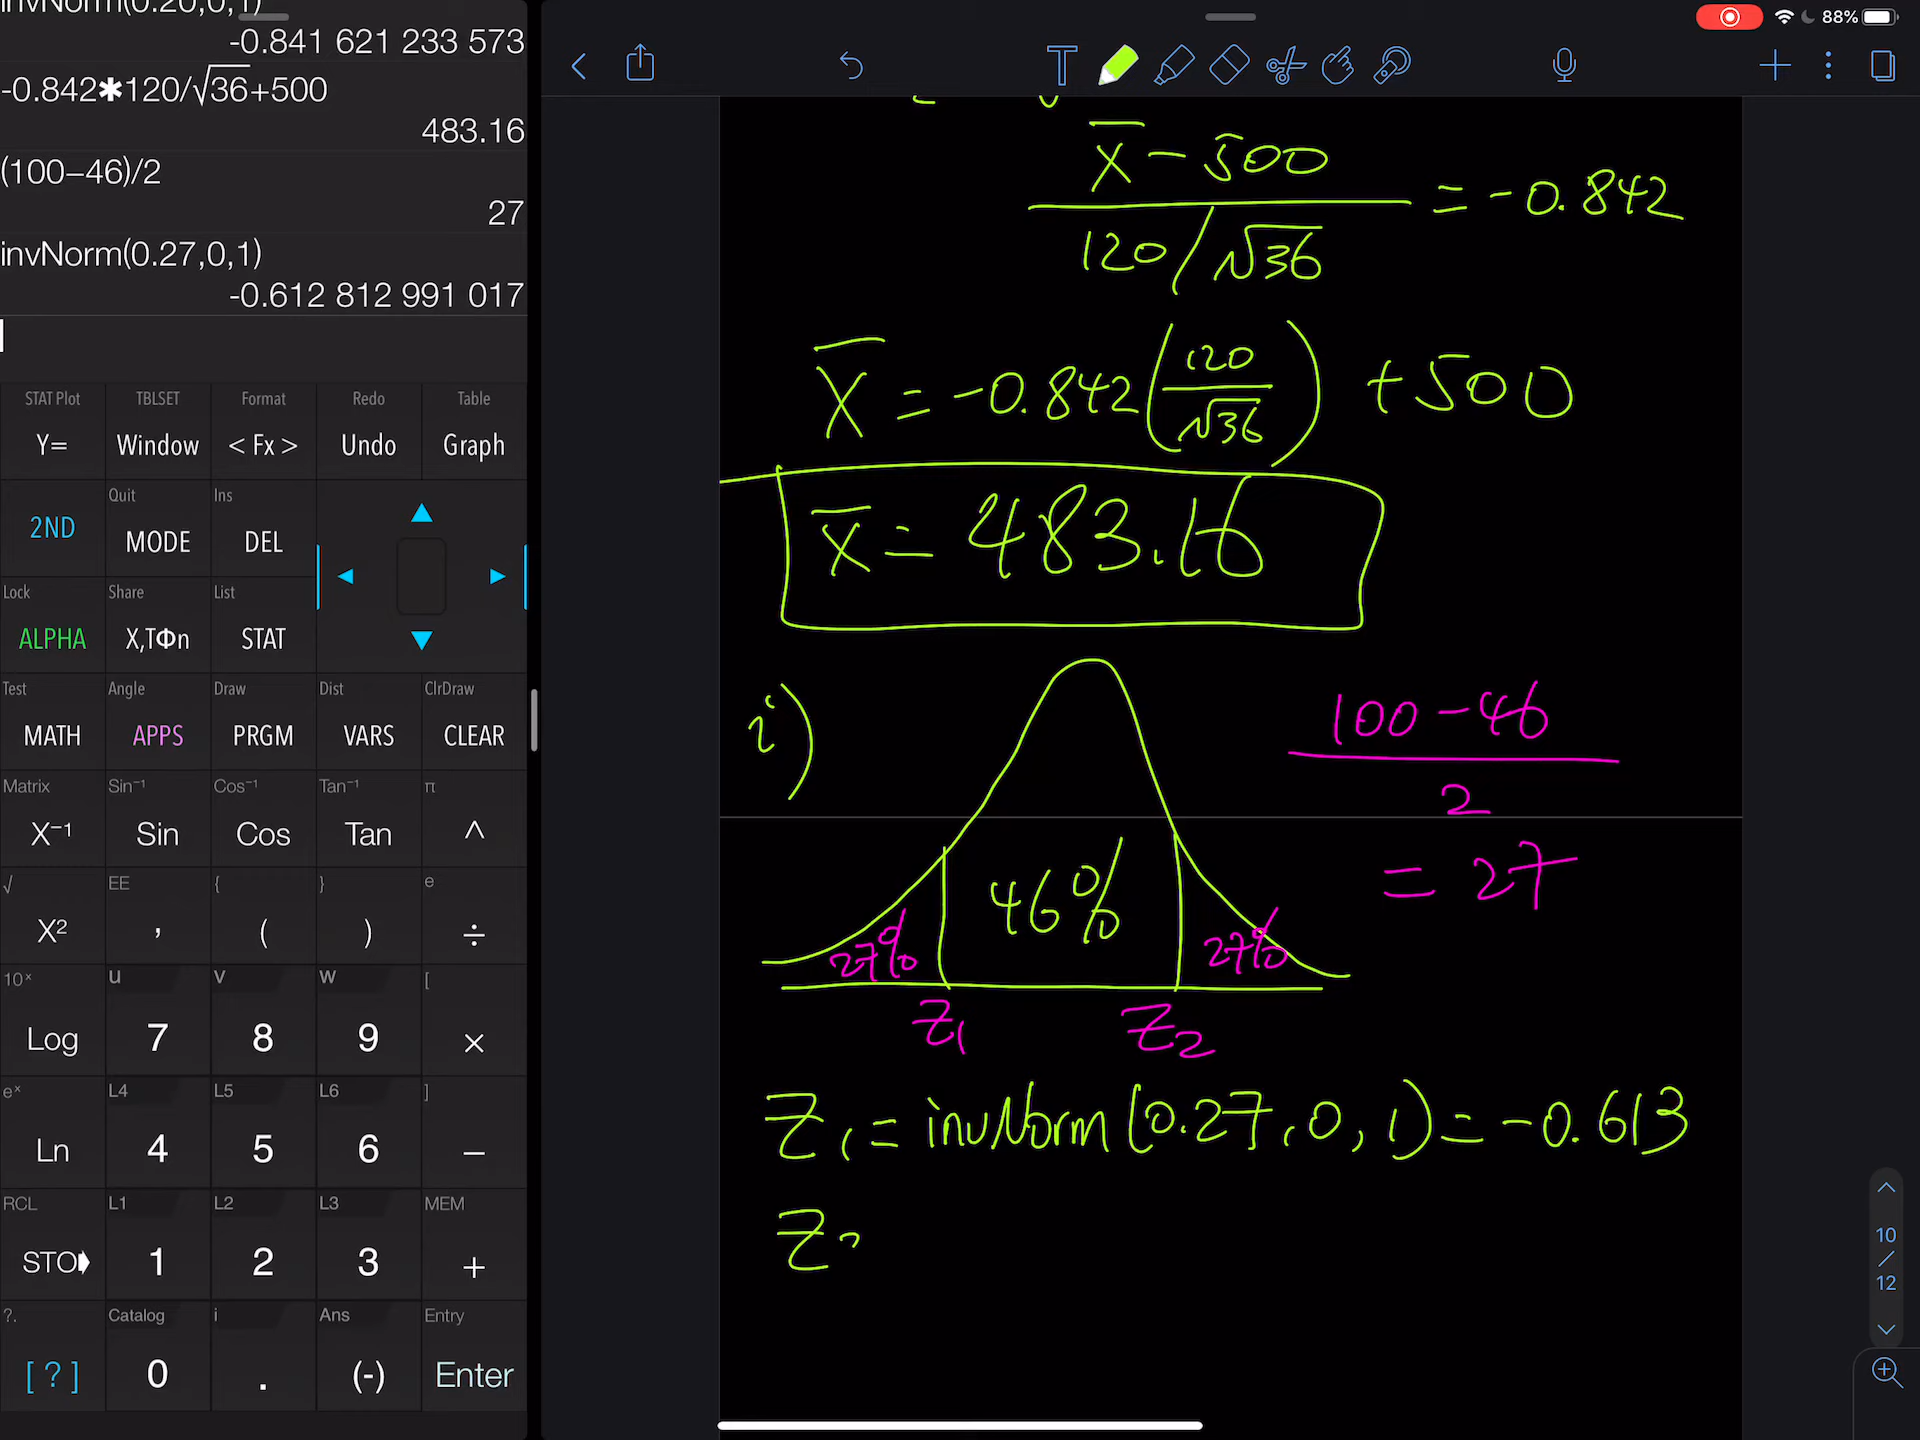 invNorm(0.20,0,1)
-0.841 621 233 573
-0.842✱120/√36+500
483.16
(100−46)/2
27
invNorm(0.27,0,1)
-0.612 812 991 017
STAT Plot TBLSET Format Redo Table
Y= Window < Fx > Undo Graph
Quit Ins
2ND MODE DEL
Lock Share List
ALPHA X,TΦn STAT
Test Angle Draw Dist ClrDraw
MATH APPS PRGM VARS CLEAR
Matrix Sin⁻¹ Cos⁻¹ Tan⁻¹ π
X⁻¹ Sin Cos Tan ^
√ EE { } e
X² , ( ) ÷
10ˣ u v w [
Log 7 8 9 ×
eˣ L4 L5 L6 ]
Ln 4 5 6 −
RCL L1 L2 L3 MEM
STO 1 2 3 +
?. Catalog i Ans Entry
[ ? ] 0 . (-) Enter
88%
T
X̄ − 500
120/√36
= -0.842
X̄ = -0.842(120/√36) + 500
x̄ = 483.16
i)
100 − 46
2
= 27
46%
27% 27%
Z1 Z2
Z1 = invNorm(0.27,0,1) = -0.613
Z2
10
/
12